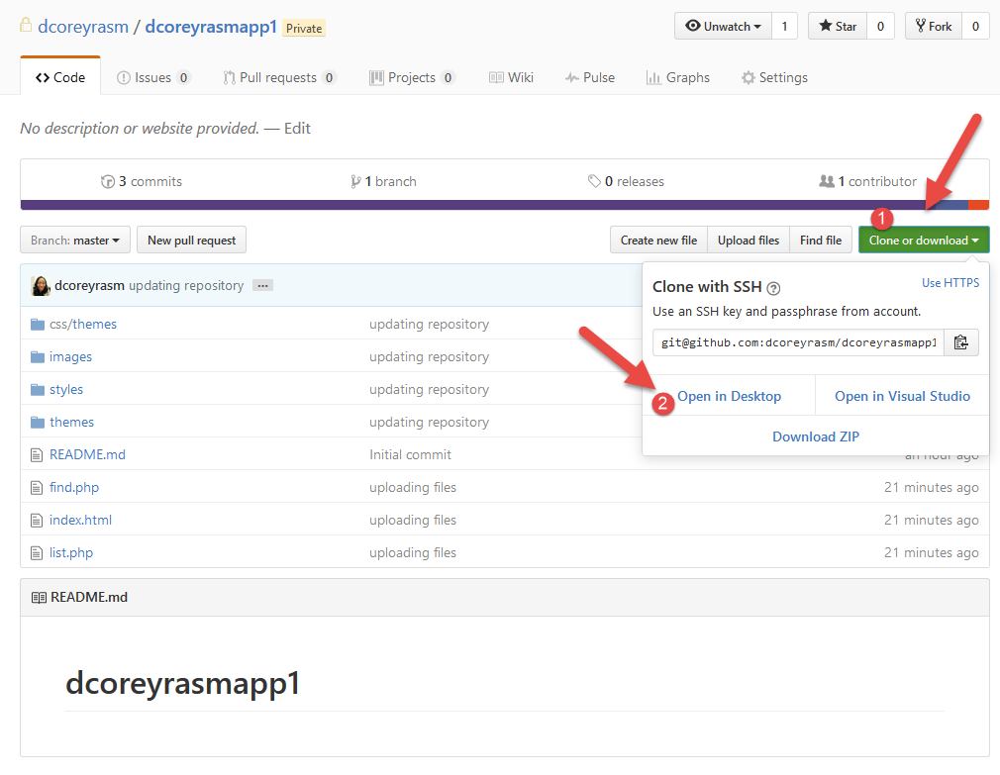 dcoreyrasm / dcoreyrasmapp1 Private Unwatch 1 Star 0 Fork 0
Code Issues 0 Pull requests 0 Projects 0 Wiki Pulse Graphs Settings
No description or website provided. — Edit
3 commits 1 branch 0 releases 1 contributor
1
Branch: master New pull request Create new file Upload files Find file Clone or download
dcoreyrasm updating repository ...
Clone with SSH ? Use HTTPS
Use an SSH key and passphrase from account.
git@github.com:dcoreyrasm/dcoreyrasmapp1
2 Open in Desktop Open in Visual Studio
Download ZIP
css/themes updating repository
images updating repository
styles updating repository
themes updating repository
README.md Initial commit an hour ago
find.php uploading files 21 minutes ago
index.html uploading files 21 minutes ago
list.php uploading files 21 minutes ago
README.md
dcoreyrasmapp1